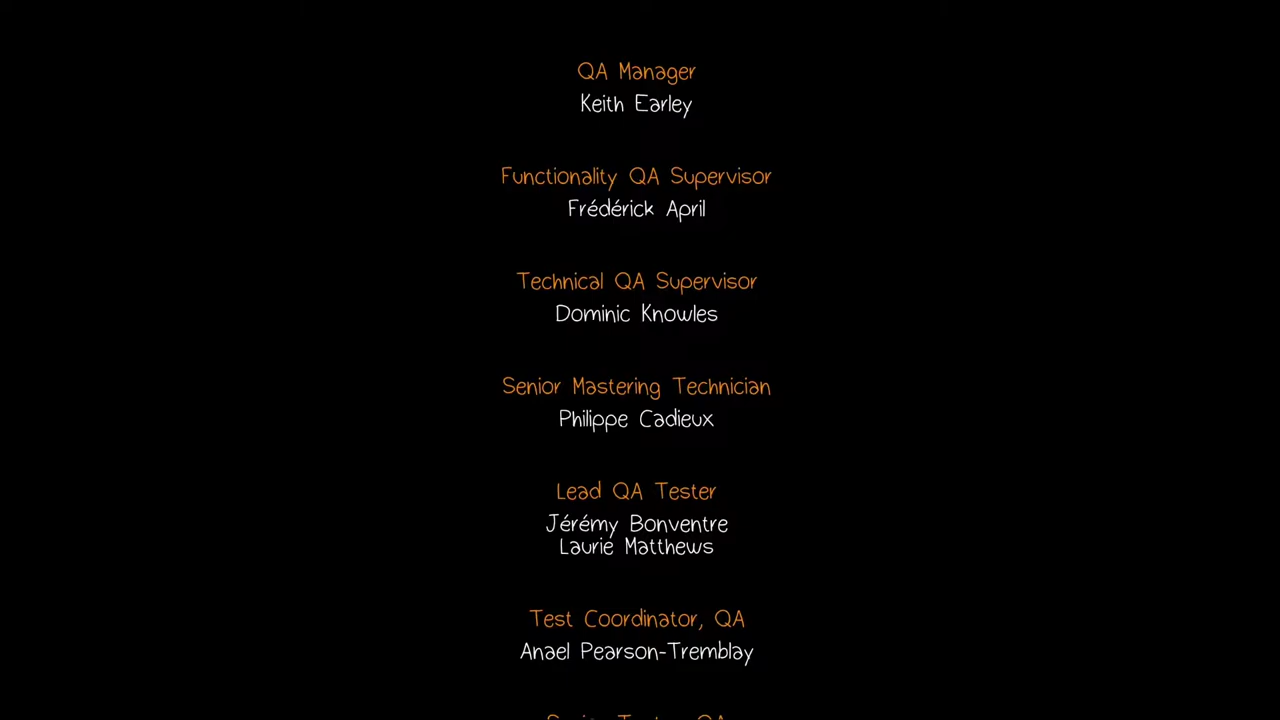 QA Manager
Keith Earley
Functionality QA Supervisor
Frédérick April
Technical QA Supervisor
Dominic Knowles
Senior Mastering Technician
Philippe Cadieux
Lead QA Tester
Jérémy Bonventre
Laurie Matthews
Test Coordinator, QA
Anael Pearson-Tremblay